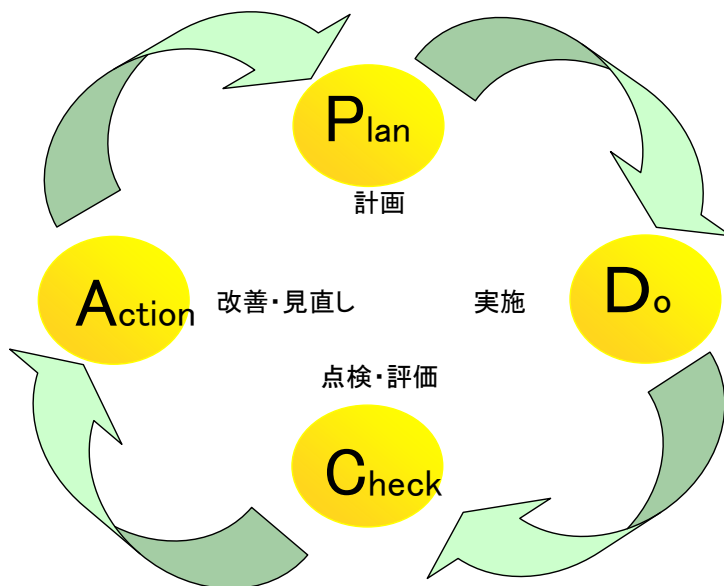 Plan
計画
Action
改善・見直し
実施
Do
点検・評価
Check